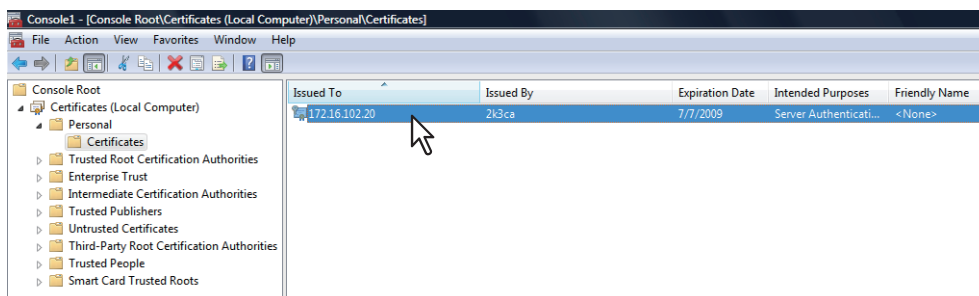 Console1 - [Console Root\Certificates (Local Computer)\Personal\Certificates]
File Action View Favorites Window Help
Console Root
Certificates (Local Computer)
Personal
Certificates
Trusted Root Certification Authorities
Enterprise Trust
Intermediate Certification Authorities
Trusted Publishers
Untrusted Certificates
Third-Party Root Certification Authorities
Trusted People
Smart Card Trusted Roots
Issued To Issued By Expiration Date Intended Purposes Friendly Name
172.16.102.20 2k3ca 7/7/2009 Server Authenticati... <None>